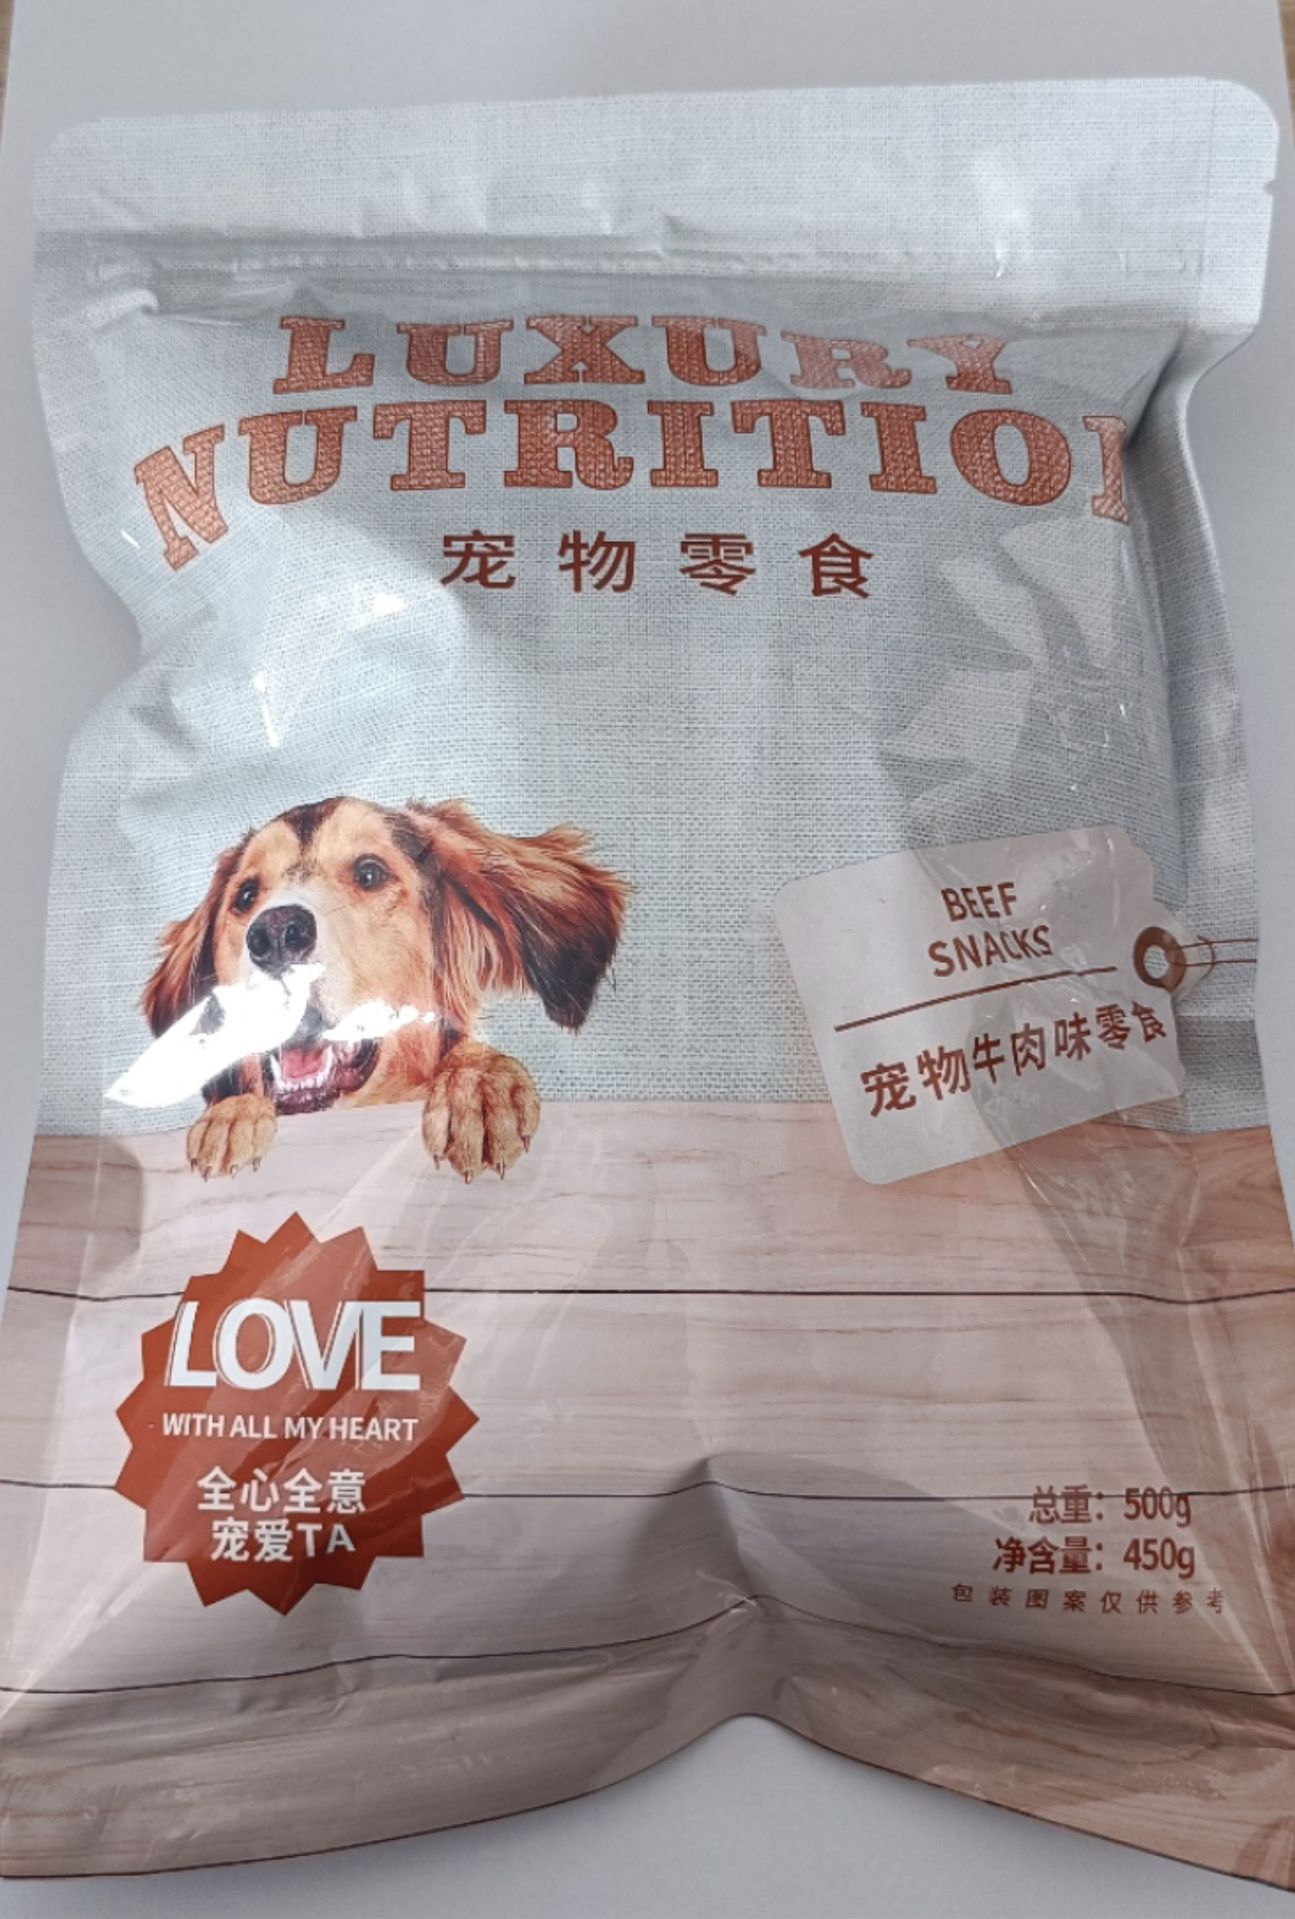 LUXURY
NUTRITION
宠物零食
BEEF
SNACKS
宠物牛肉味零食
LOVE
WITH ALL MY HEART
全心全意
宠爱TA
总重：500g
净含量：450g
包装图案仅供参考